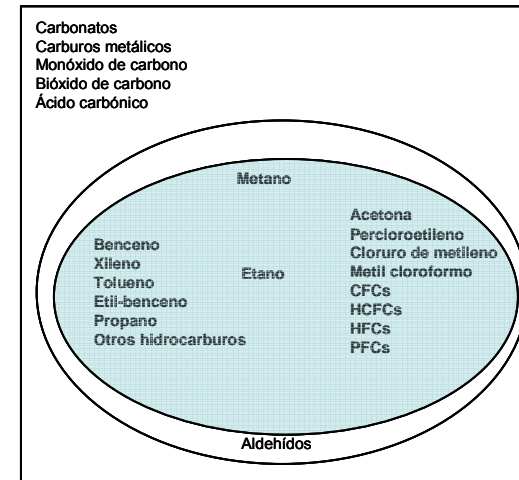 Carbonatos
Carburos metálicos
Monóxido de carbono
Bióxido de carbono
Ácido carbónico
Metano
Benceno
Xileno
Tolueno
Etil-benceno
Propano
Otros hidrocarburos
Etano
Acetona
Percloroetileno
Cloruro de metileno
Metil cloroformo
CFCs
HCFCs
HFCs
PFCs
Aldehídos